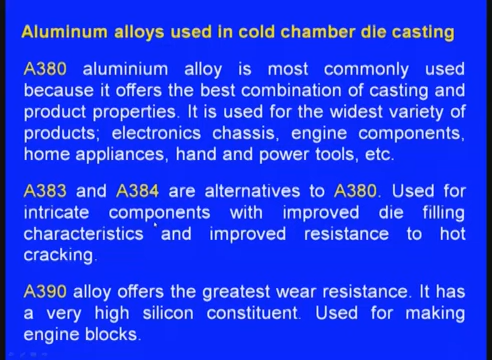 Aluminum alloys used in cold chamber die casting
A380 aluminium alloy is most commonly used
because it offers the best combination of casting and
product properties. It is used for the widest variety of
products; electronics chassis, engine components,
home appliances, hand and power tools, etc.
A383 and A384 are alternatives to A380. Used for
intricate components with improved die filling
characteristics and improved resistance to hot
cracking.
A390 alloy offers the greatest wear resistance. It has
a very high silicon constituent. Used for making
engine blocks.